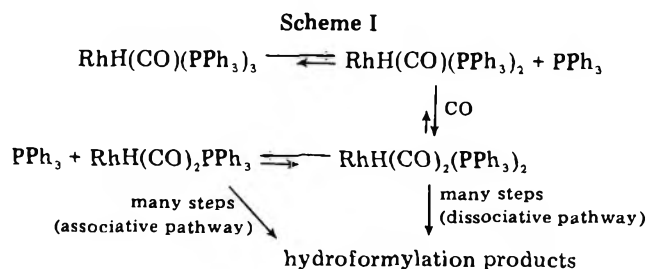 Scheme I
RhH(CO)(PPh₃)₃ ⇌ RhH(CO)(PPh₃)₂ + PPh₃
CO
PPh₃ + RhH(CO)₂PPh₃ ⇌ RhH(CO)₂(PPh₃)₂
many steps
(associative pathway)
many steps
(dissociative pathway)
hydroformylation products